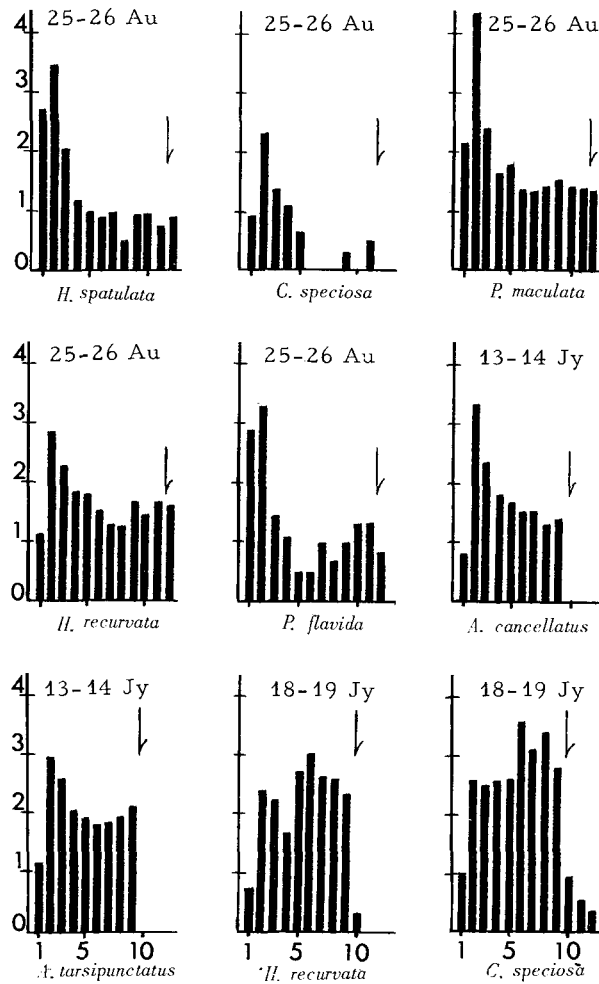 25-26 Au 25-26 Au 25-26 Au
4
3
2
1
0
H. spatulata C. speciosa P. maculata
25-26 Au 25-26 Au 13-14 Jy
4
3
2
1
0
H. recurvata P. flavida A. cancellatus
13-14 Jy 18-19 Jy 18-19 Jy
4
3
2
1
0
1 5 10 1 5 10 1 5 10
A. tarsipunctatus H. recurvata C. speciosa